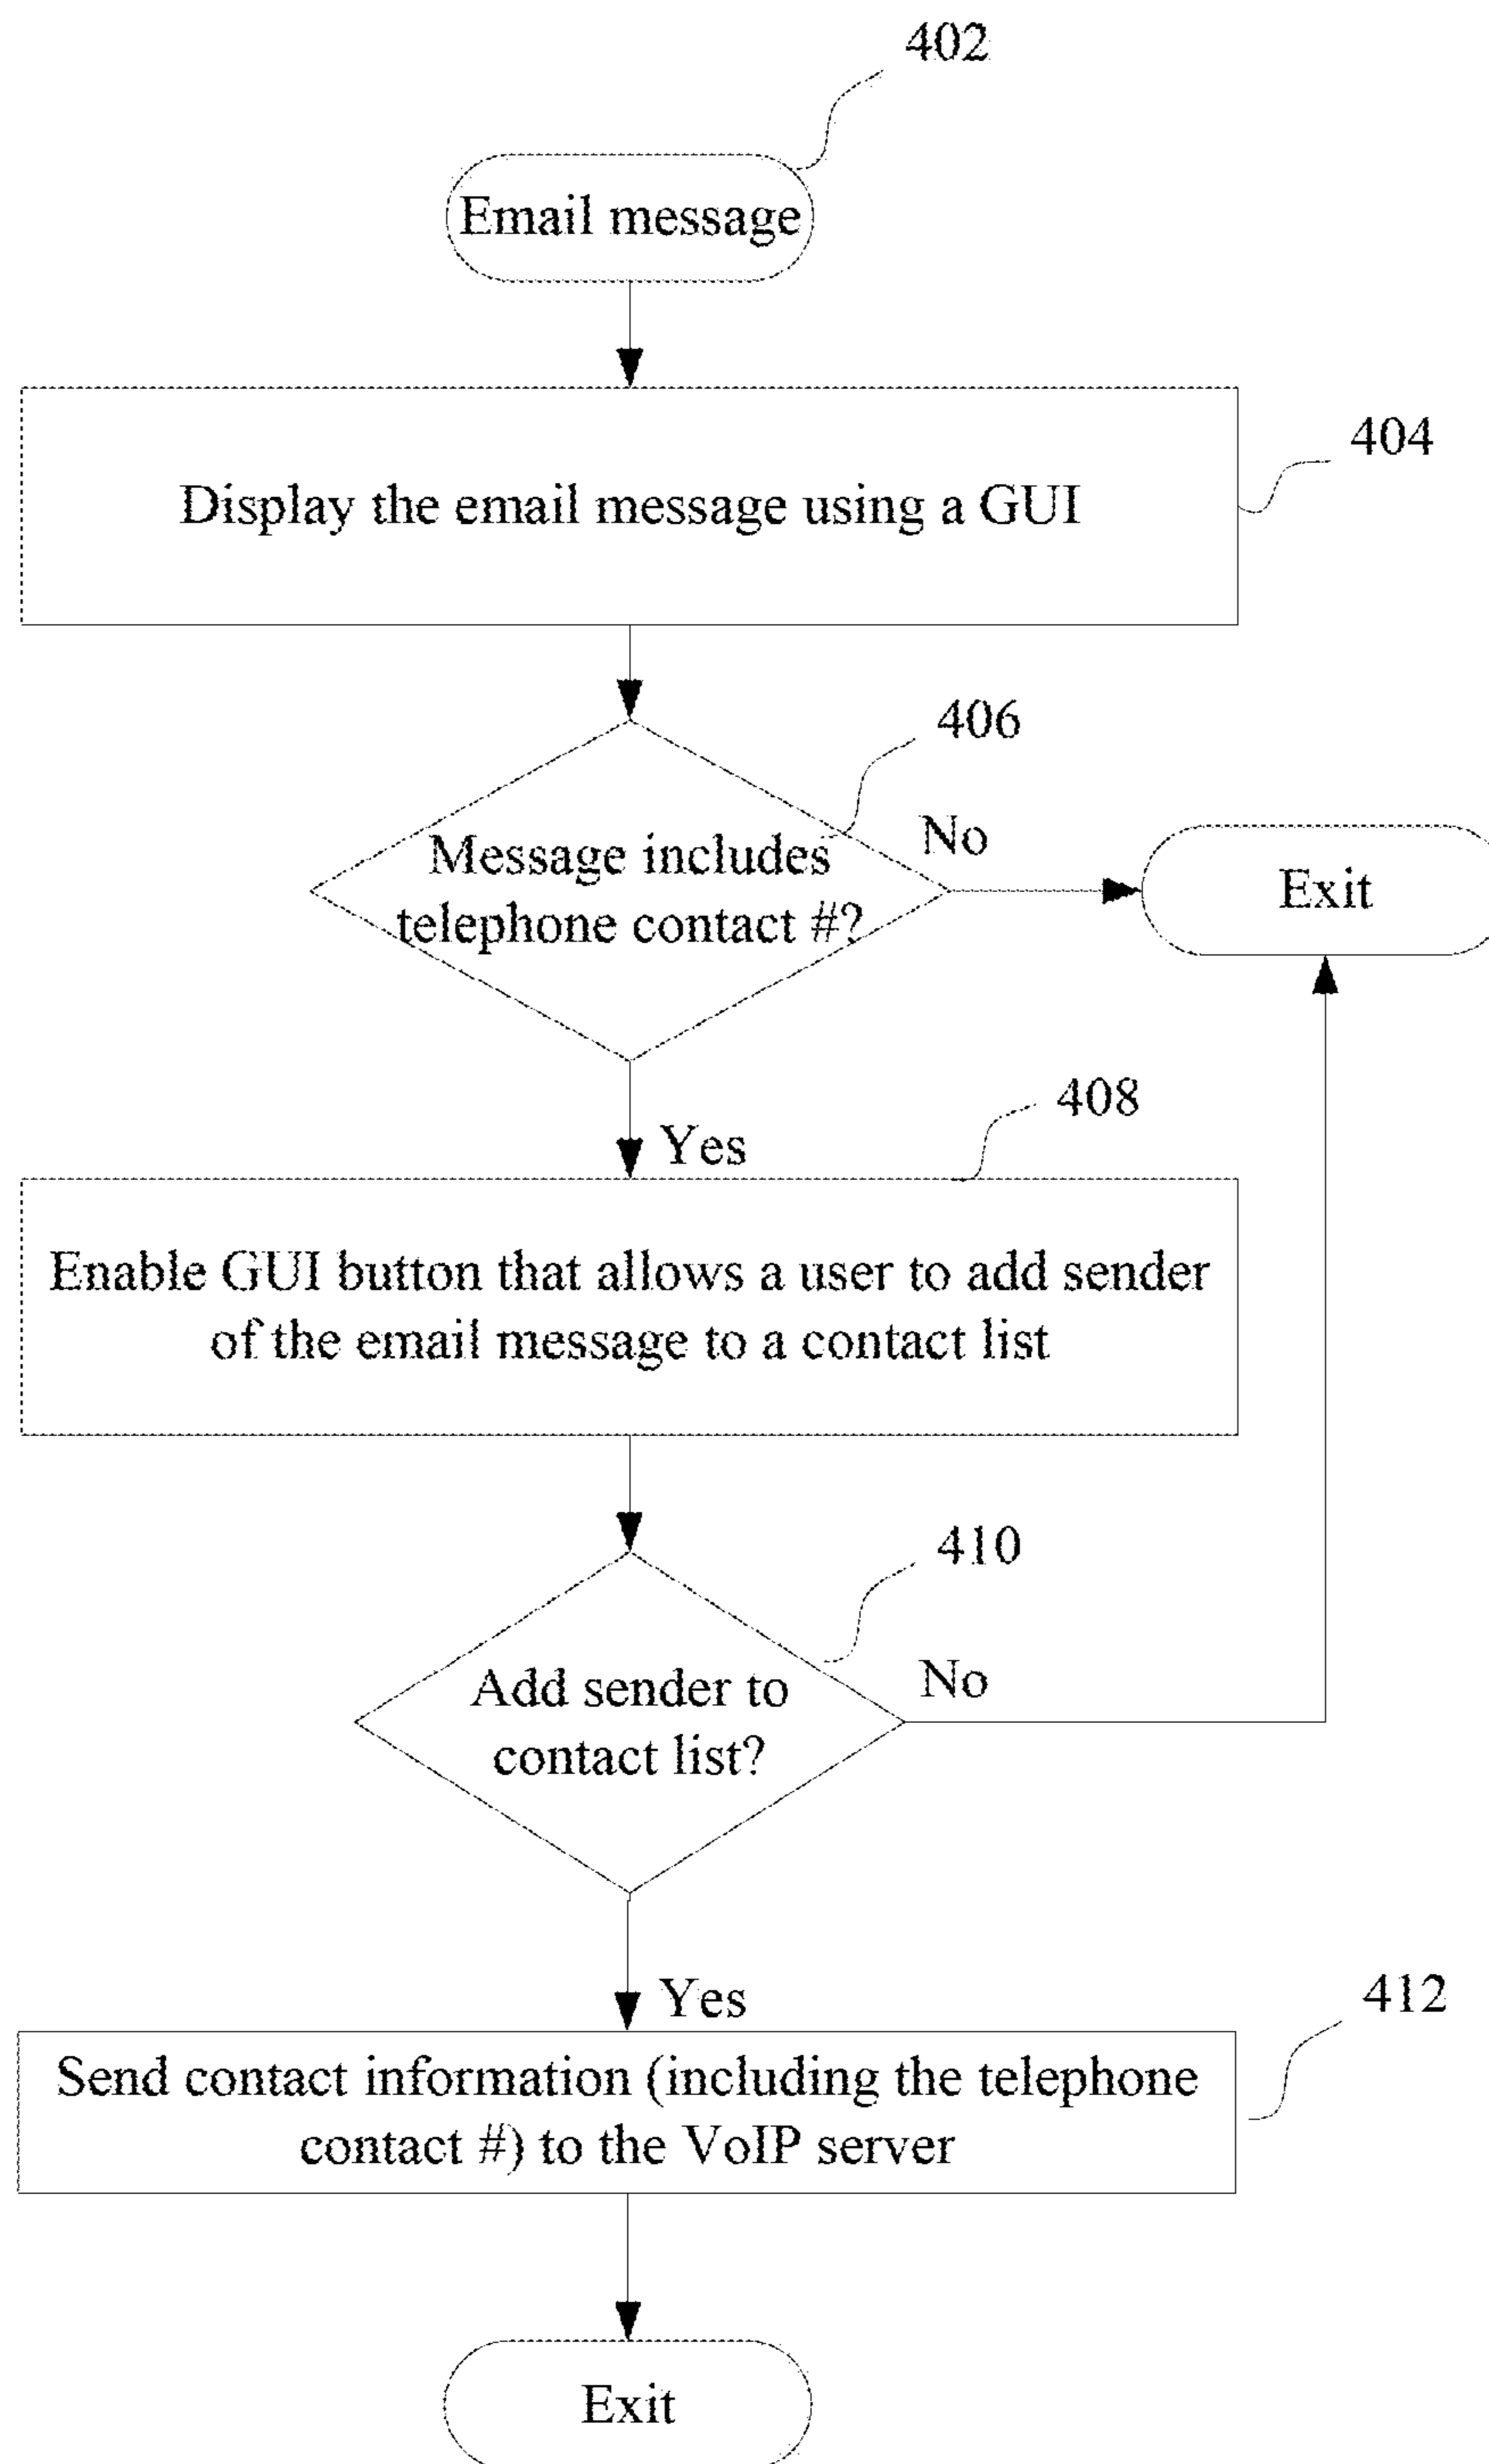 402
Email message
404
Display the email message using a GUI
406
Message includes
telephone contact #?
No
Exit
Yes
408
Enable GUI button that allows a user to add sender
of the email message to a contact list
410
Add sender to
contact list?
No
Yes
412
Send contact information (including the telephone
contact #) to the VoIP server
Exit